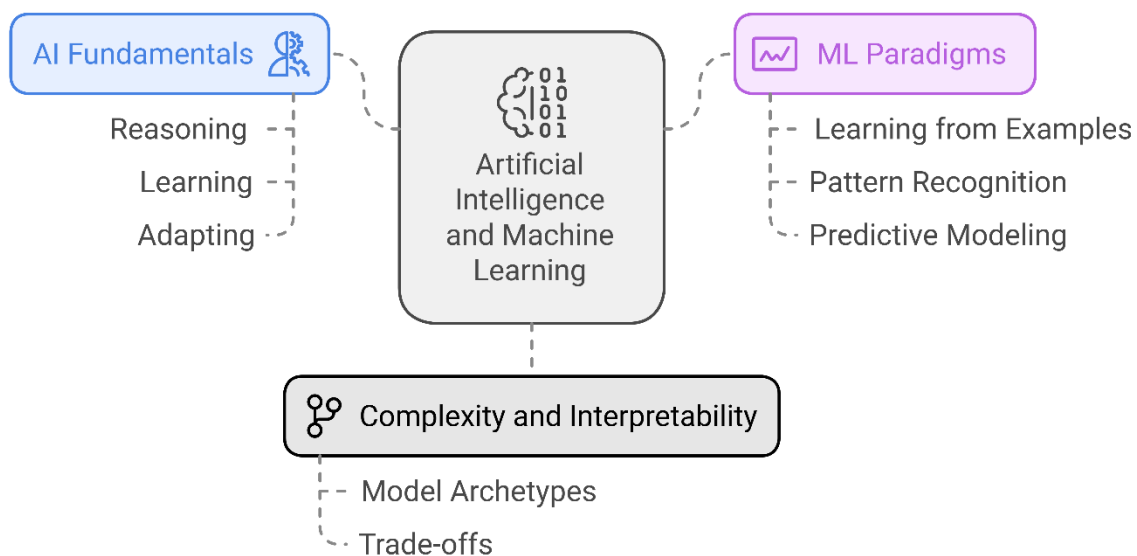 AI Fundamentals
Reasoning
Learning
Adapting
01
10
01
01
Artificial
Intelligence
and Machine
Learning
ML Paradigms
Learning from Examples
Pattern Recognition
Predictive Modeling
Complexity and Interpretability
Model Archetypes
Trade-offs